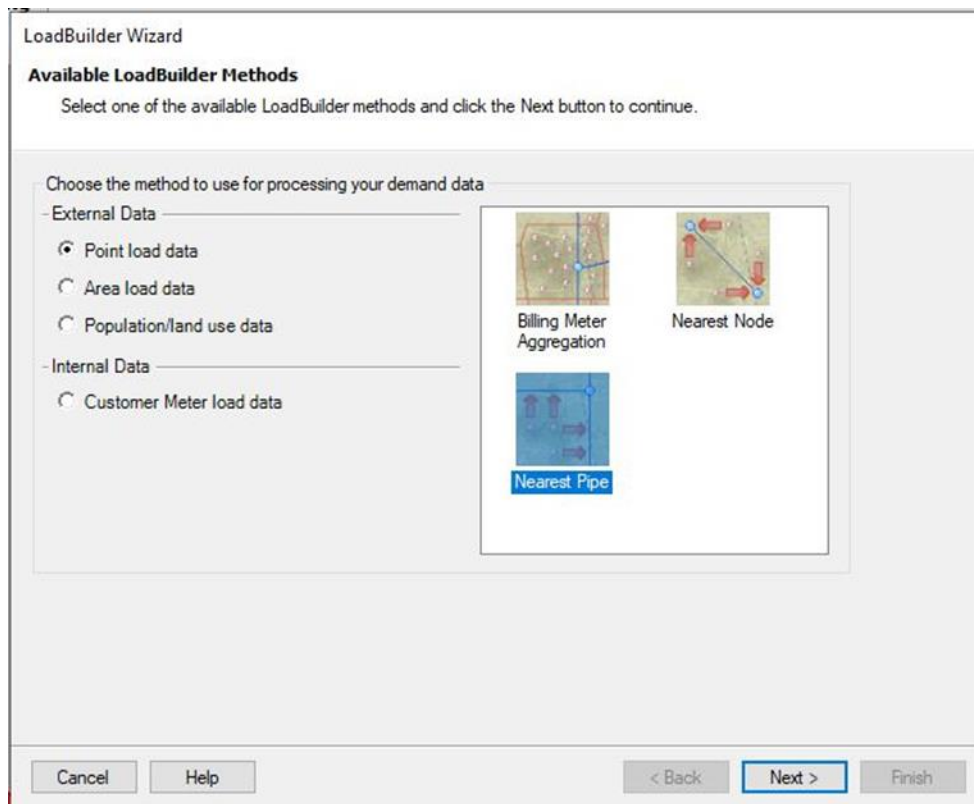 LoadBuilder Wizard
Available LoadBuilder Methods
Select one of the available LoadBuilder methods and click the Next button to continue.
Choose the method to use for processing your demand data
External Data
Point load data
Area load data
Population/land use data
Internal Data
Customer Meter load data
Billing Meter
Aggregation
Nearest Node
Nearest Pipe
Cancel
Help
< Back
Next >
Finish